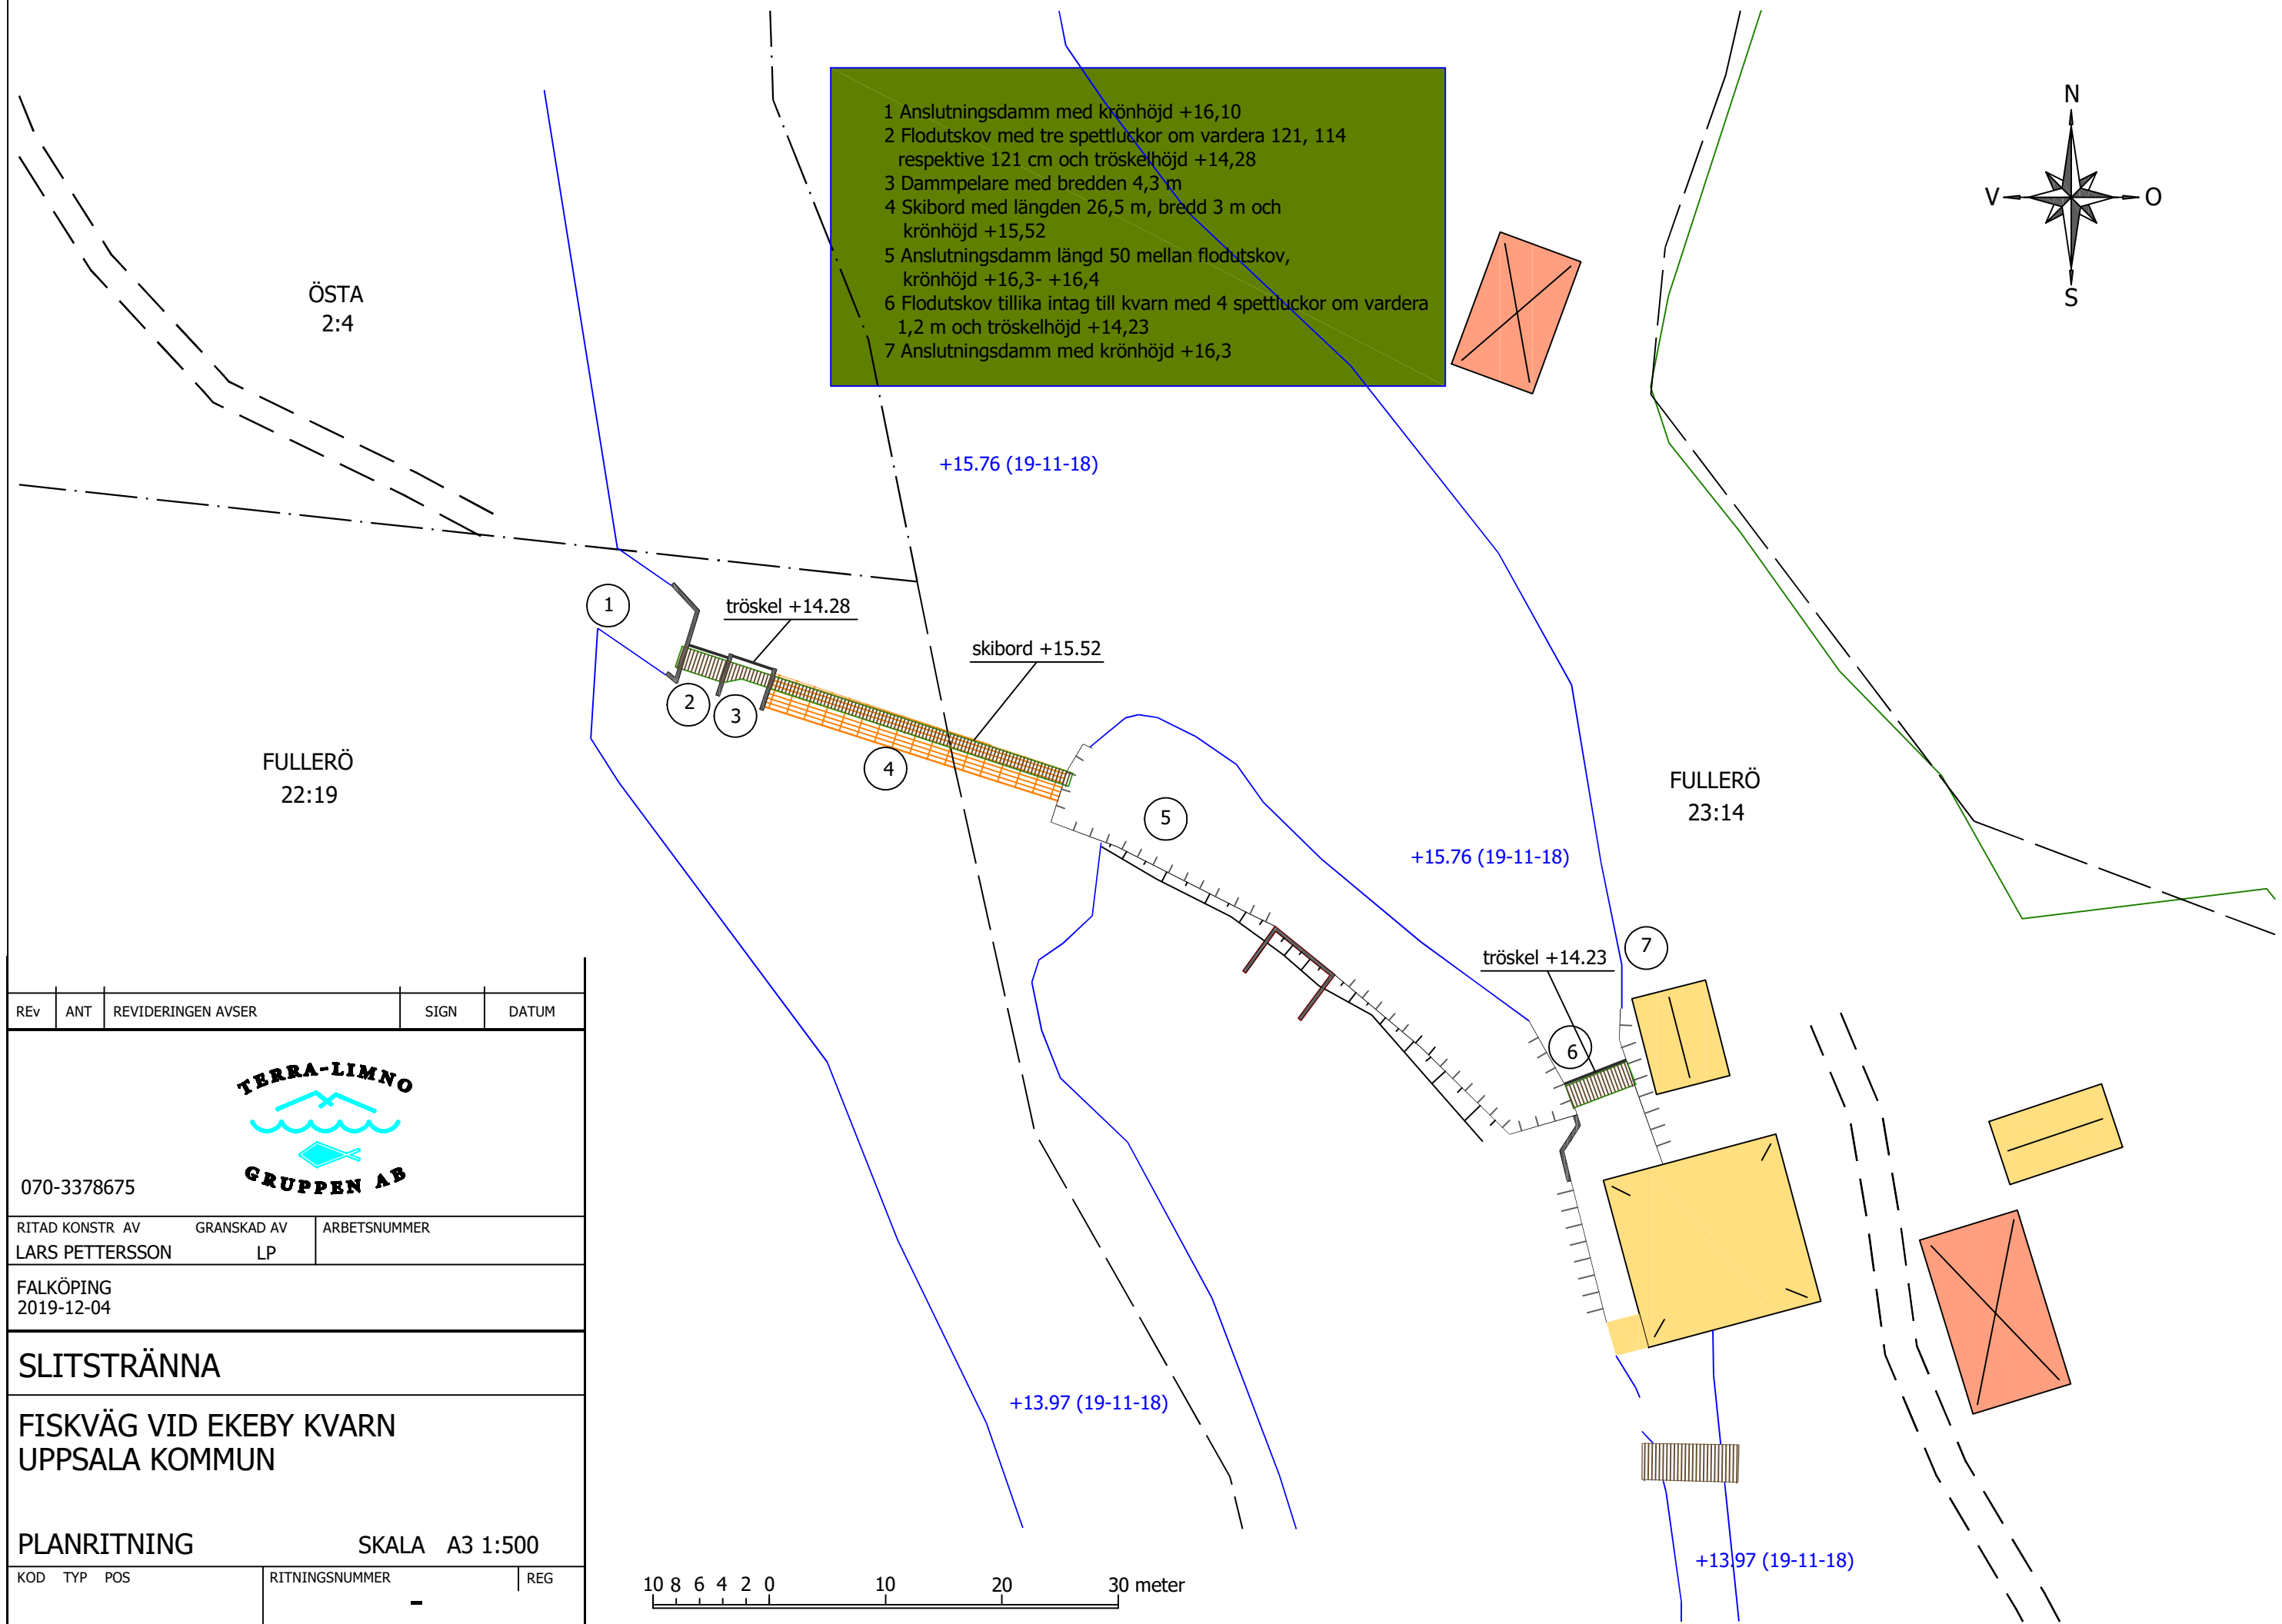 1 Anslutningsdamm med krönhöjd +16,10
2 Flodutskov med tre spettluckor om vardera 121, 114
respektive 121 cm och tröskelhöjd +14,28
3 Dammpelare med bredden 4,3 m
4 Skibord med längden 26,5 m, bredd 3 m och
krönhöjd +15,52
5 Anslutningsdamm längd 50 mellan flodutskov,
krönhöjd +16,3- +16,4
6 Flodutskov tillika intag till kvarn med 4 spettluckor om vardera
1,2 m och tröskelhöjd +14,23
7 Anslutningsdamm med krönhöjd +16,3
N
V
O
S
ÖSTA
2:4
+15.76 (19-11-18)
1
tröskel +14.28
skibord +15.52
2
3
4
5
FULLERÖ
22:19
FULLERÖ
23:14
+15.76 (19-11-18)
tröskel +14.23
7
6
+13.97 (19-11-18)
+13.97 (19-11-18)
REv ANT REVIDERINGEN AVSER SIGN DATUM
TERRA-LIMNO
GRUPPEN AB
070-3378675
RITAD KONSTR AV GRANSKAD AV ARBETSNUMMER
LARS PETTERSSON LP
FALKÖPING
2019-12-04
SLITSTRÄNNA
FISKVÄG VID EKEBY KVARN
UPPSALA KOMMUN
PLANRITNING SKALA A3 1:500
KOD TYP POS RITNINGSNUMMER REG
-
10 8 6 4 2 0 10 20 30 meter